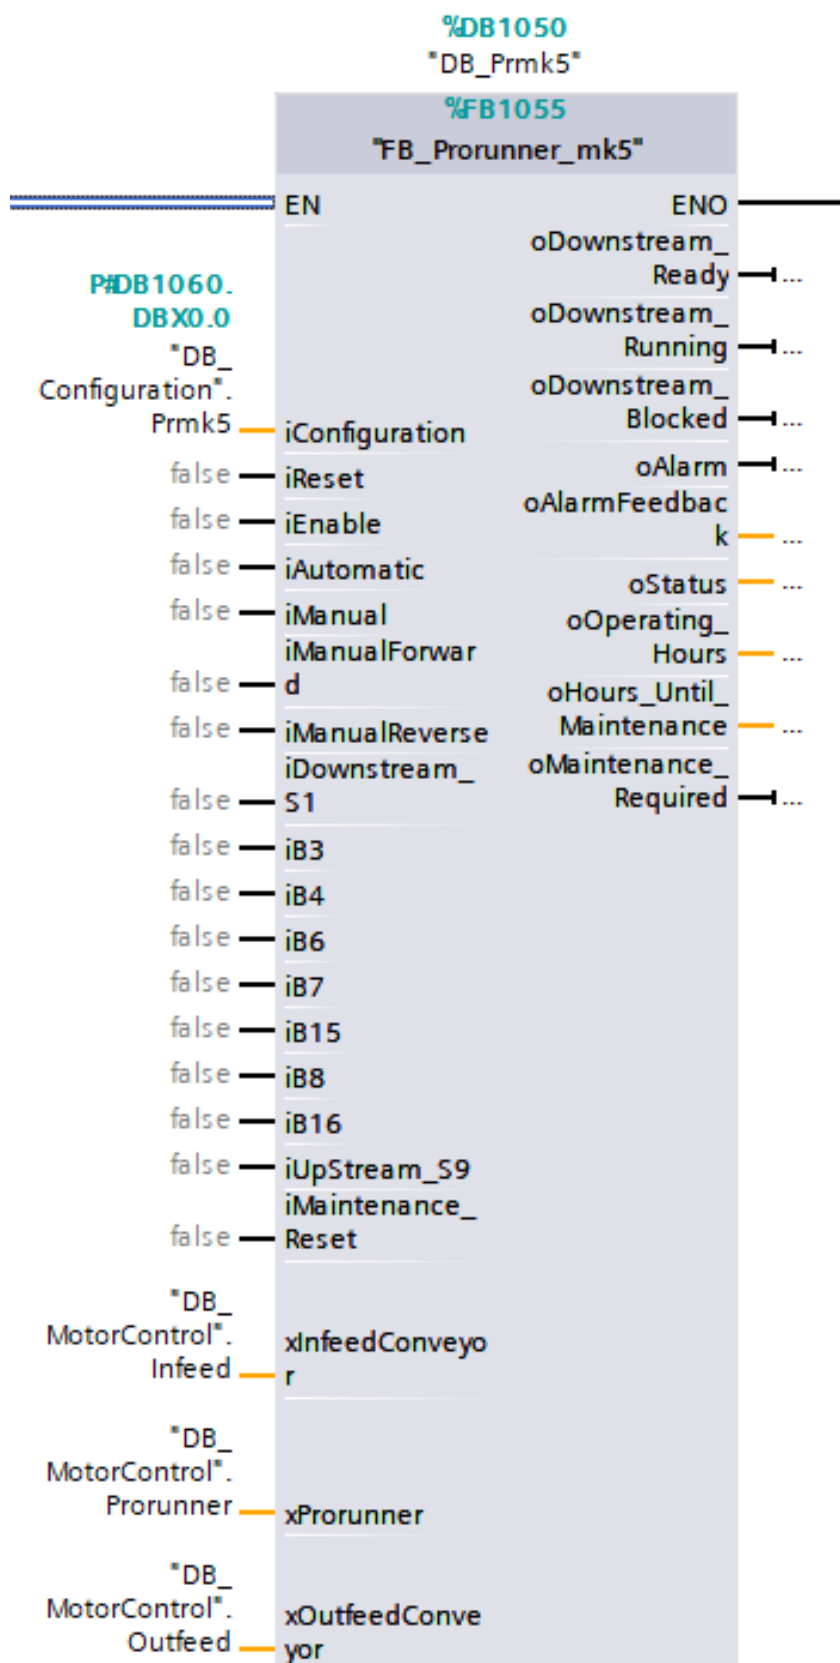 %DB1050
"DB_Prmk5"
%FB1055
"FB_Prorunner_mk5"
EN
ENO
oDownstream_
Ready
...
P#DB1060.
DBX0.0
"DB_
Configuration".
Prmk5
iConfiguration
oDownstream_
Running
...
oDownstream_
Blocked
...
false
iReset
oAlarm
...
false
iEnable
oAlarmFeedbac
k
...
false
iAutomatic
oStatus
...
false
iManual
oOperating_
Hours
...
iManualForwar
false
d
oHours_Until_
Maintenance
...
false
iManualReverse
iDownstream_
false
S1
oMaintenance_
Required
...
false
iB3
false
iB4
false
iB6
false
iB7
false
iB15
false
iB8
false
iB16
false
iUpStream_S9
iMaintenance_
false
Reset
"DB_
MotorControl".
Infeed
xInfeedConveyo
r
"DB_
MotorControl".
Prorunner
xProrunner
"DB_
MotorControl".
Outfeed
xOutfeedConve
yor